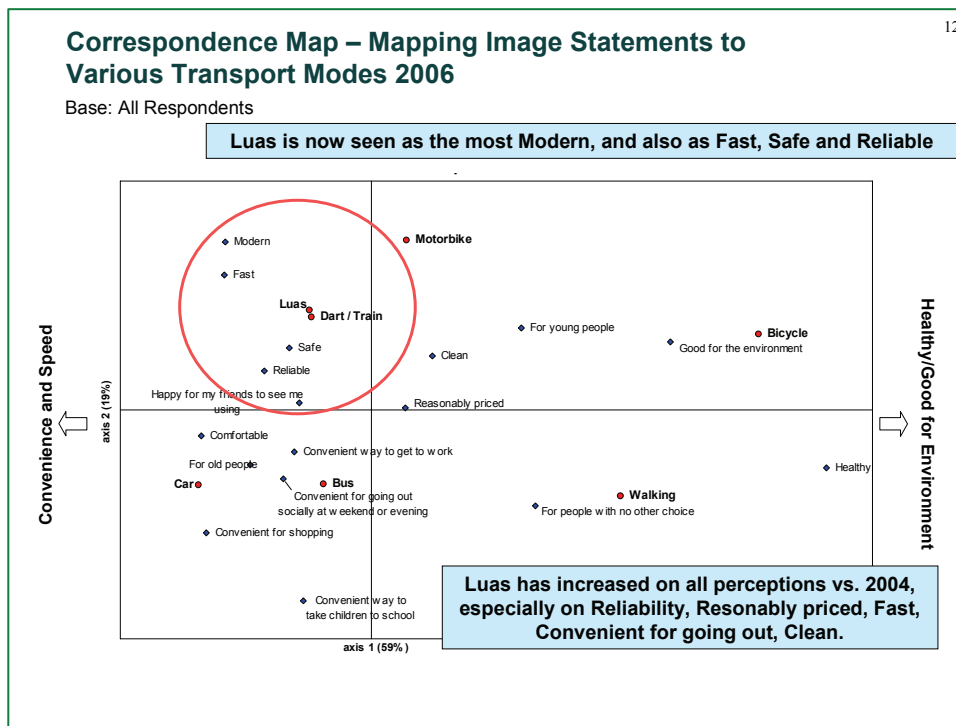 12
Correspondence Map – Mapping Image Statements to
Various Transport Modes 2006
Base: All Respondents
Luas is now seen as the most Modern, and also as Fast, Safe and Reliable
Modern
Motorbike
Fast
Luas
Dart / Train
For young people
Bicycle
Good for the environment
Safe
Clean
Reliable
Happy for my friends to see me
using
Reasonably priced
Convenience and Speed
axis 2 (19%)
Healthy/Good for Environment
Comfortable
Convenient way to get to work
For old people
Healthy
Car
Bus
Convenient for going out
socially at weekend or evening
Walking
For people with no other choice
Convenient for shopping
Convenient way to
take children to school
Luas has increased on all perceptions vs. 2004,
especially on Reliability, Resonably priced, Fast,
Convenient for going out, Clean.
axis 1 (59%)